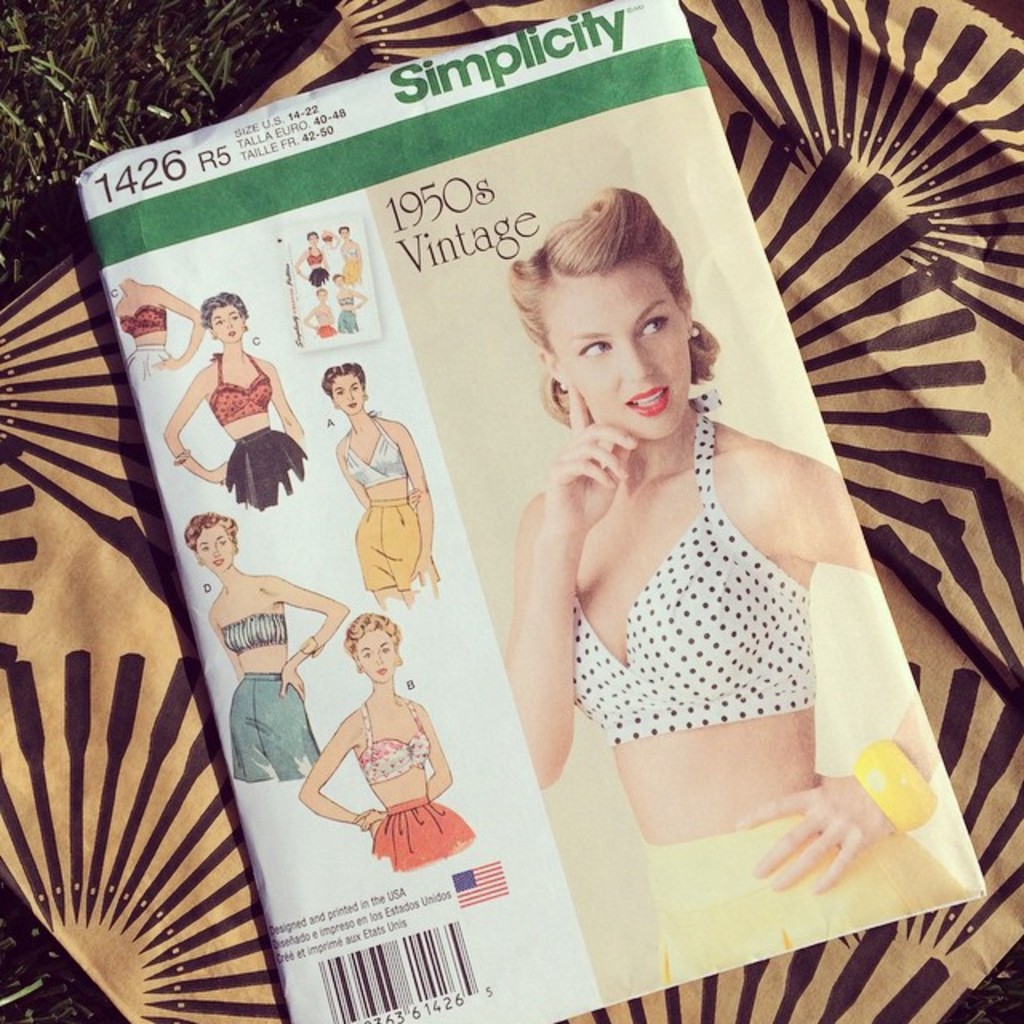 Simplicity
1426 R5
SIZE U.S. 14-22
TALLA EURO. 40-48
TAILLE FR. 42-50
1950s
Vintage
C
C
A
D
B
Designed and printed in the USA
Diseñado e impreso en los Estados Unidos
Créé et imprimé aux Etats Unis
61426 5